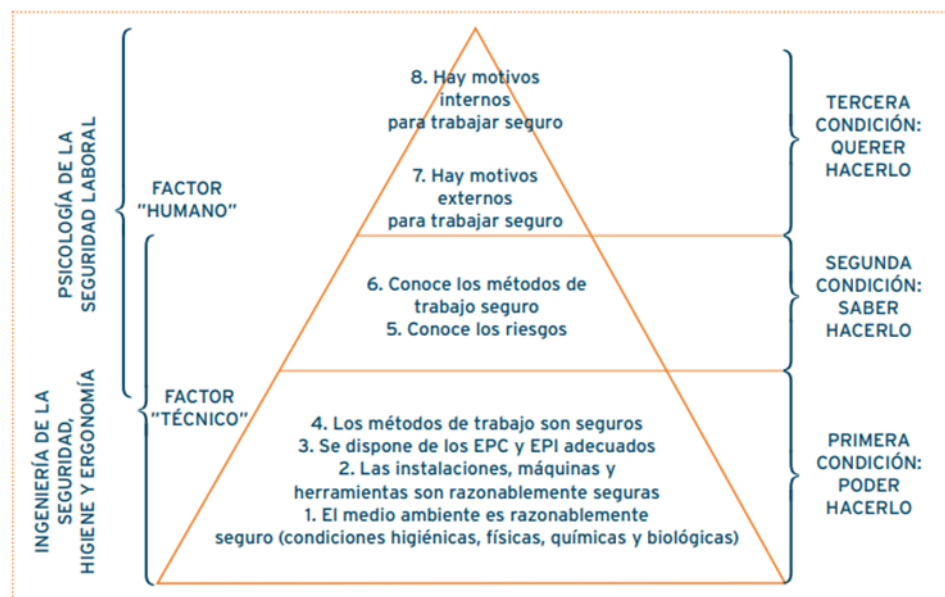 PSICOLOGÍA DE LA
SEGURIDAD LABORAL
INGENIERÍA DE LA
SEGURIDAD,
HIGIENE Y ERGONOMÍA
FACTOR
"HUMANO"
FACTOR
"TÉCNICO"
8. Hay motivos
internos
para trabajar seguro
7. Hay motivos
externos
para trabajar seguro
6. Conoce los métodos de
trabajo seguro
5. Conoce los riesgos
4. Los métodos de trabajo son seguros
3. Se dispone de los EPC y EPI adecuados
2. Las instalaciones, máquinas y
herramientas son razonablemente seguras
1. El medio ambiente es razonablemente
seguro (condiciones higiénicas, físicas, químicas y biológicas)
TERCERA
CONDICIÓN:
QUERER
HACERLO
SEGUNDA
CONDICIÓN:
SABER
HACERLO
PRIMERA
CONDICIÓN:
PODER
HACERLO